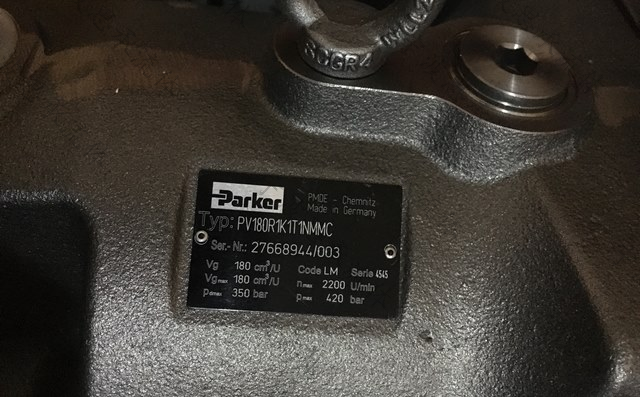 Parker
PMDE - Chemnitz
Made in Germany
Typ: PV180R1K1T1NMMC
Ser.-Nr.: 27668944/003
Vg 180 cm³/U Code LM Serie 4545
Vg max 180 cm³/U n max 2200 U/min
p 350 bar p max 420 bar